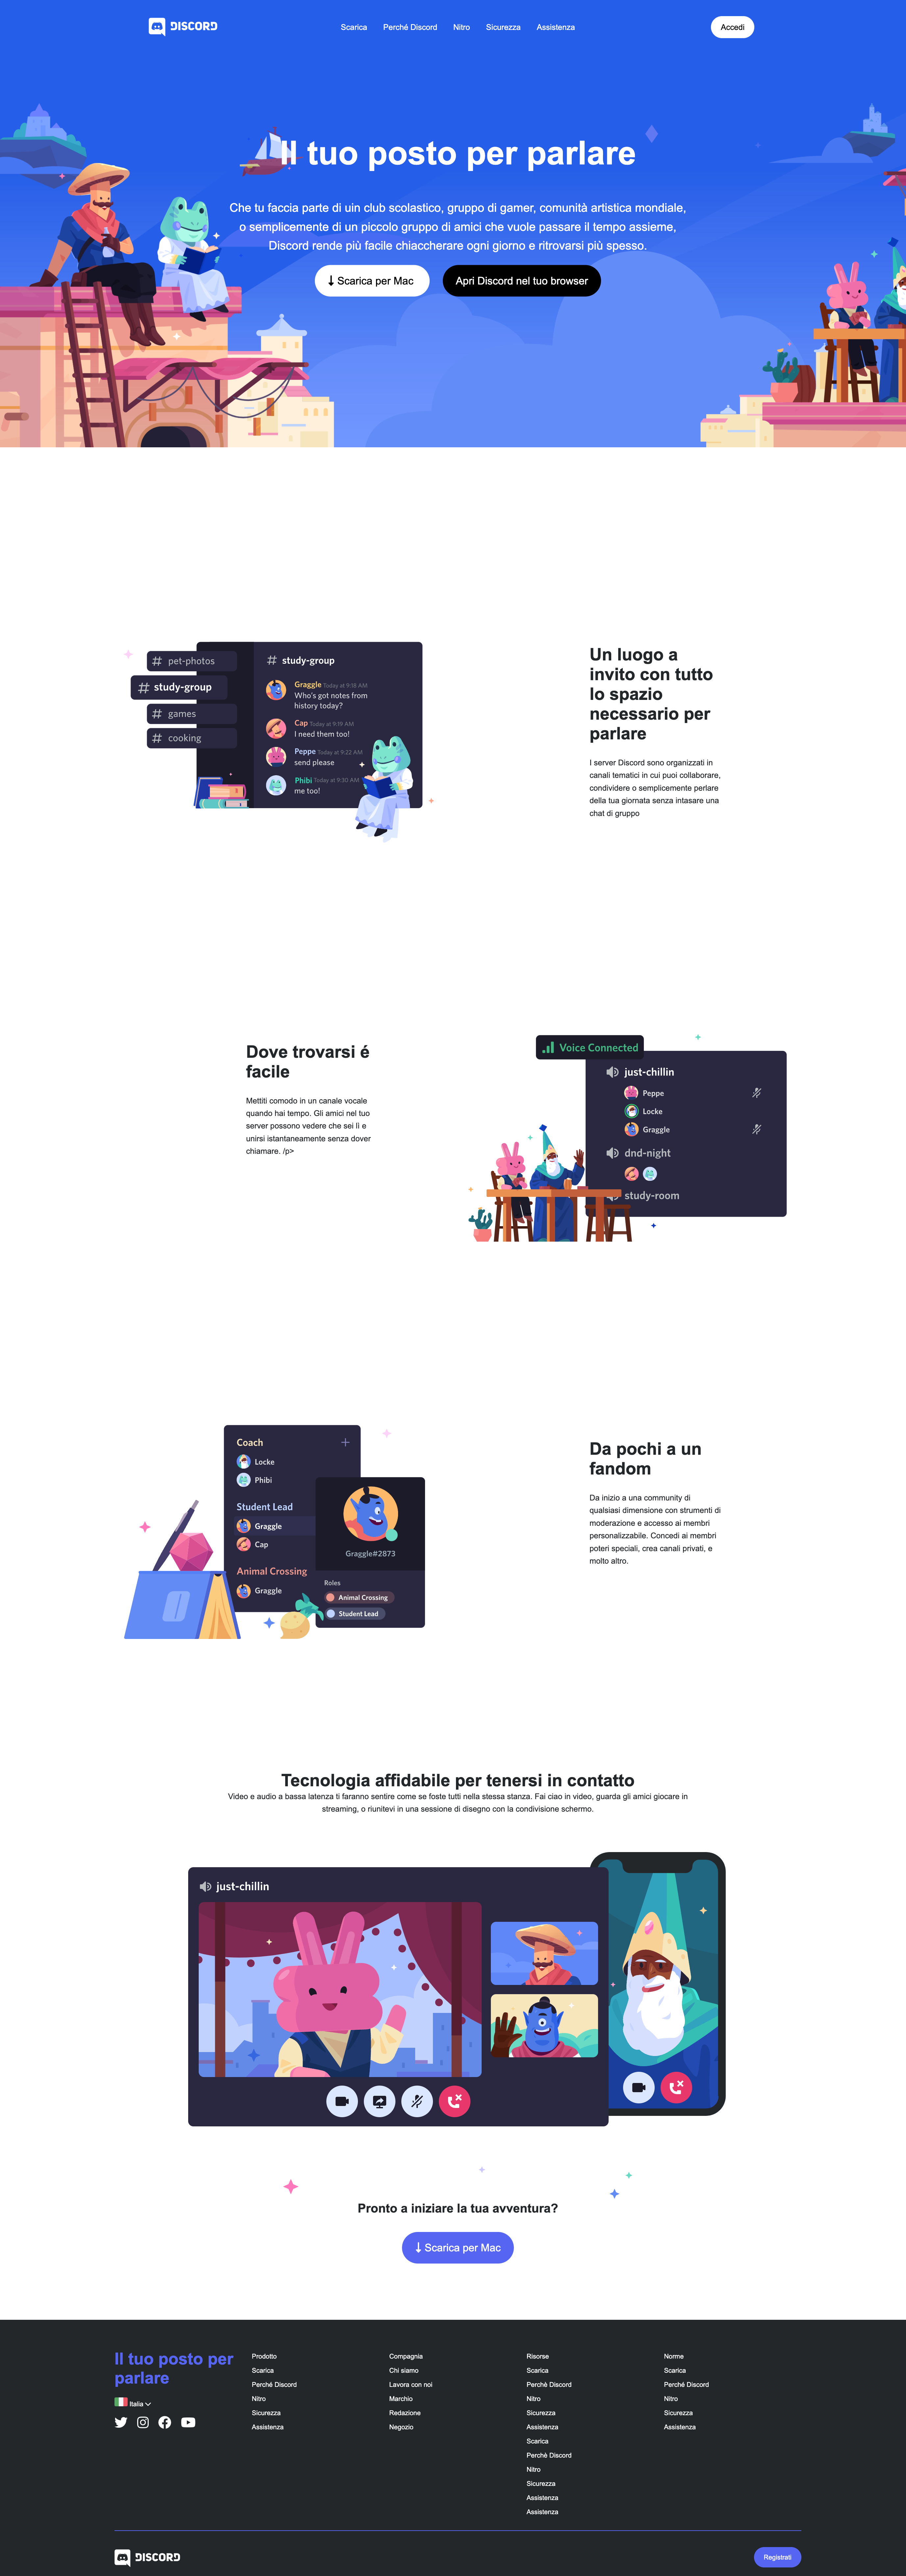 DISCORD
Scarica Perché Discord Nitro Sicurezza Assistenza
Accedi
Il tuo posto per parlare
Che tu faccia parte di uin club scolastico, gruppo di gamer, comunità artistica mondiale,
o semplicemente di un piccolo gruppo di amici che vuole passare il tempo assieme,
Discord rende più facile chiaccherare ogni giorno e ritrovarsi più spesso.
Scarica per Mac
Apri Discord nel tuo browser
# pet-photos
# study-group
# games
# cooking
# study-group
Graggle Today at 9:18 AM
Who's got notes from
history today?
Cap Today at 9:19 AM
I need them too!
Peppe Today at 9:22 AM
send please
Phibi Today at 9:30 AM
me too!
Un luogo a
invito con tutto
lo spazio
necessario per
parlare
I server Discord sono organizzati in
canali tematici in cui puoi collaborare,
condividere o semplicemente perlare
della tua giornata senza intasare una
chat di gruppo
Dove trovarsi é
facile
Mettiti comodo in un canale vocale
quando hai tempo. Gli amici nel tuo
server possono vedere che sei lì e
unirsi istantaneamente senza dover
chiamare. /p>
Voice Connected
just-chillin
Peppe
Locke
Graggle
dnd-night
study-room
Coach
Locke
Phibi
Student Lead
Graggle
Cap
Animal Crossing
Graggle
Graggle#2873
Roles
Animal Crossing
Student Lead
Da pochi a un
fandom
Da inizio a una community di
qualsiasi dimensione con strumenti di
moderazione e accesso ai membri
personalizzabile. Concedi ai membri
poteri speciali, crea canali privati, e
molto altro.
Tecnologia affidabile per tenersi in contatto
Video e audio a bassa latenza ti faranno sentire come se foste tutti nella stessa stanza. Fai ciao in video, guarda gli amici giocare in
streaming, o riunitevi in una sessione di disegno con la condivisione schermo.
just-chillin
Pronto a iniziare la tua avventura?
Scarica per Mac
Il tuo posto per
parlare
Italia
Prodotto
Scarica
Perché Discord
Nitro
Sicurezza
Assistenza
Compagnia
Chi siamo
Lavora con noi
Marchio
Redazione
Negozio
Risorse
Scarica
Perchè Discord
Nitro
Sicurezza
Assistenza
Scarica
Perchè Discord
Nitro
Sicurezza
Assistenza
Assistenza
Norme
Scarica
Perché Discord
Nitro
Sicurezza
Assistenza
DISCORD
Registrati